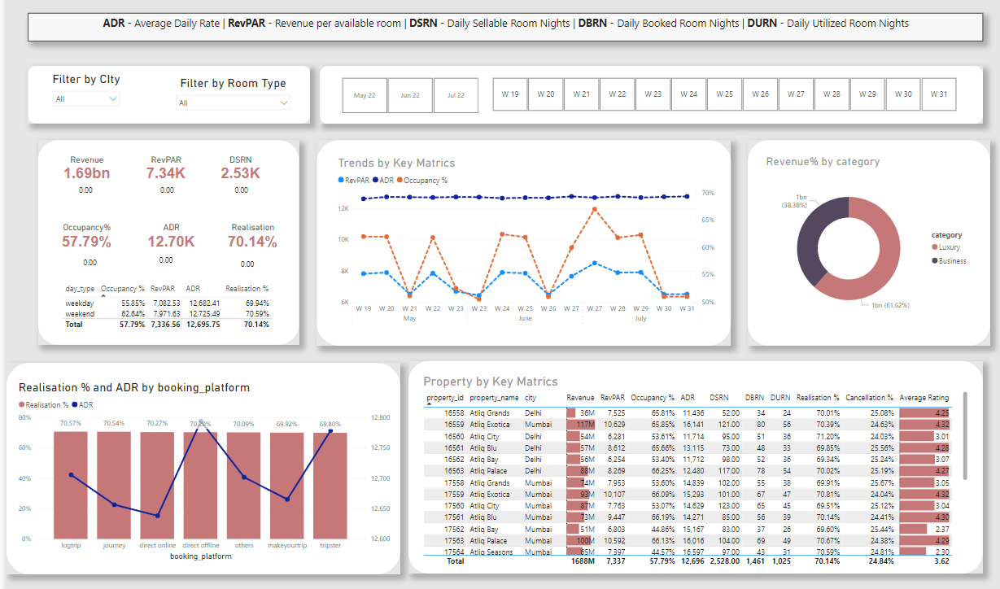 ADR - Average Daily Rate | RevPAR - Revenue per available room | DSRN - Daily Sellable Room Nights | DBRN - Daily Booked Room Nights | DURN - Daily Utilized Room Nights
Filter by CIty
All
Filter by Room Type
All
May 22 Jun 22 Jul 22
W 19 W 20 W 21 W 22 W 23 W 24 W 25 W 26 W 27 W 28 W 29 W 30 W 31
Revenue RevPAR DSRN
1.69bn 7.34K 2.53K
0.00 0.00 0.00
Occupancy% ADR Realisation
57.79% 12.70K 70.14%
0.00 0.00 0.00
day_type Occupancy % RevPAR ADR Realisation %
weekday 55.85% 7,082.53 12,682.41 69.94%
weekend 62.64% 7,971.63 12,725.49 70.59%
Total 57.79% 7,336.56 12,695.75 70.14%
Trends by Key Matrics
RevPAR ADR Occupancy %
70%
12K
65%
10K
60%
8K
55%
6K
50%
W 19 W 20 W 21 W 22 W 23 W 23 W 24 W 25 W 26 W 27 W 27 W 28 W 29 W 30 W 31
May June July
Revenue% by category
1bn
(38.38%)
1bn (61.62%)
category
Luxury
Business
Realisation % and ADR by booking_platform
Realisation % ADR
80% 12,800
70.57% 70.54% 70.27% 70.20% 70.09% 69.92% 69.80%
60% 12,750
40% 12,700
20% 12,650
0% 12,600
logtrip journey direct online direct offline others makeyourtrip tripster
booking_platform
Property by Key Matrics
property_id property_name city Revenue RevPAR Occupancy % ADR DSRN DBRN DURN Realisation % Cancellation % Average Rating
16558 Atliq Grands Delhi 36M 7,525 65.81% 11,436 52.00 34 24 70.01% 25.08% 4.25
16559 Atliq Exotica Mumbai 117M 10,629 65.85% 16,141 121.00 80 56 70.39% 24.63% 4.32
16560 Atliq City Delhi 54M 6,281 53.61% 11,714 95.00 51 36 71.20% 24.03% 3.01
16561 Atliq Blu Delhi 57M 8,612 65.66% 13,115 73.00 48 33 69.85% 25.56% 4.28
16562 Atliq Bay Delhi 56M 6,254 53.40% 11,712 98.00 52 36 69.34% 25.24% 3.07
16563 Atliq Palace Delhi 88M 8,269 66.25% 12,480 117.00 78 54 70.02% 25.19% 4.27
17558 Atliq Grands Mumbai 74M 7,953 53.60% 14,839 102.00 55 38 69.91% 25.67% 3.05
17559 Atliq Exotica Mumbai 93M 10,107 66.09% 15,293 101.00 67 47 70.81% 24.04% 4.32
17560 Atliq City Mumbai 87M 7,763 53.07% 14,629 123.00 65 45 69.51% 25.12% 3.04
17561 Atliq Blu Mumbai 73M 9,447 66.19% 14,271 85.00 56 39 70.14% 24.41% 4.30
17562 Atliq Bay Mumbai 51M 6,803 44.86% 15,167 83.00 37 26 69.60% 25.44% 2.37
17563 Atliq Palace Mumbai 100M 10,592 66.13% 16,016 104.00 69 49 70.67% 24.38% 4.29
17564 Atliq Seasons Mumbai 65M 7,397 44.57% 16,597 97.00 43 31 70.59% 24.81% 2.30
Total 1688M 7,337 57.79% 12,696 2,528.00 1,461 1,025 70.14% 24.84% 3.62